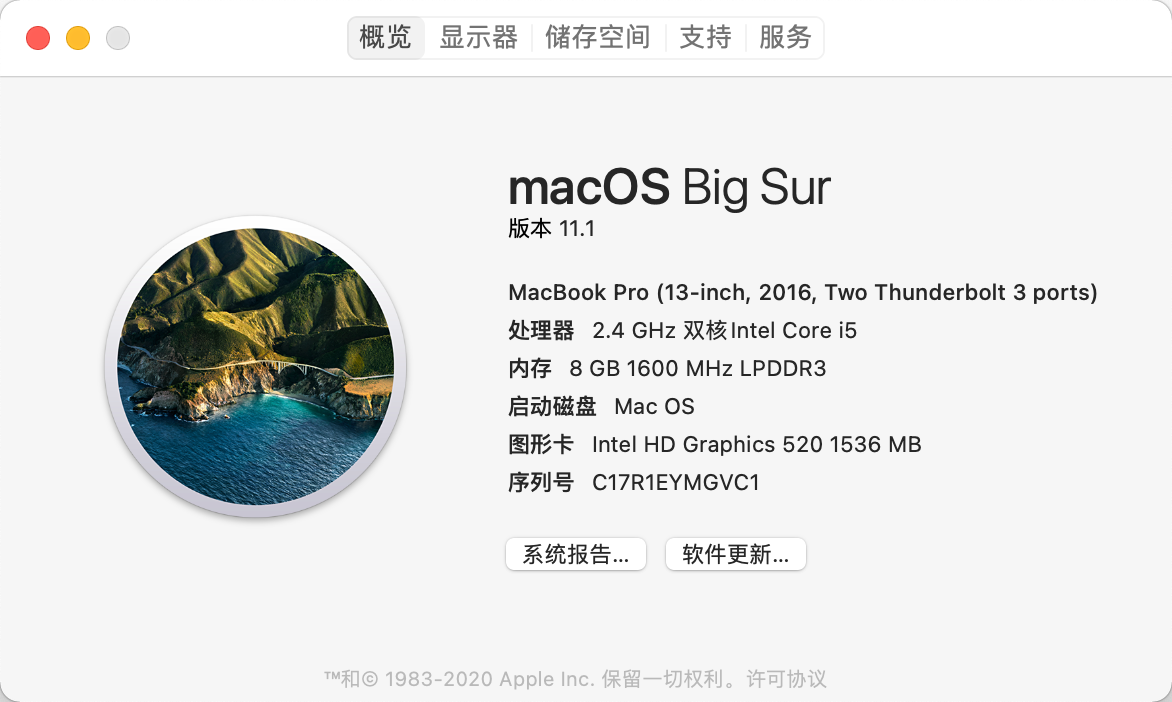 概览 显示器 储存空间 支持 服务
macOS Big Sur
版本 11.1
MacBook Pro (13-inch, 2016, Two Thunderbolt 3 ports)
处理器 2.4 GHz 双核Intel Core i5
内存 8 GB 1600 MHz LPDDR3
启动磁盘 Mac OS
图形卡 Intel HD Graphics 520 1536 MB
序列号 C17R1EYMGVC1
系统报告... 软件更新...
™和© 1983-2020 Apple Inc. 保留一切权利。许可协议